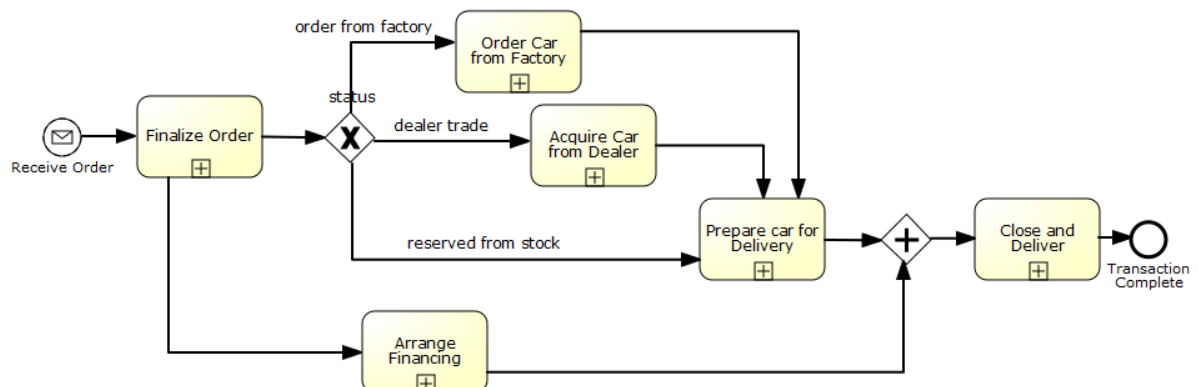 order from factory
Order Car
from Factory
status
Finalize Order
dealer trade
Acquire Car
from Dealer
Receive Order
reserved from stock
Prepare car for
Delivery
Close and
Deliver
Transaction
Complete
Arrange
Financing